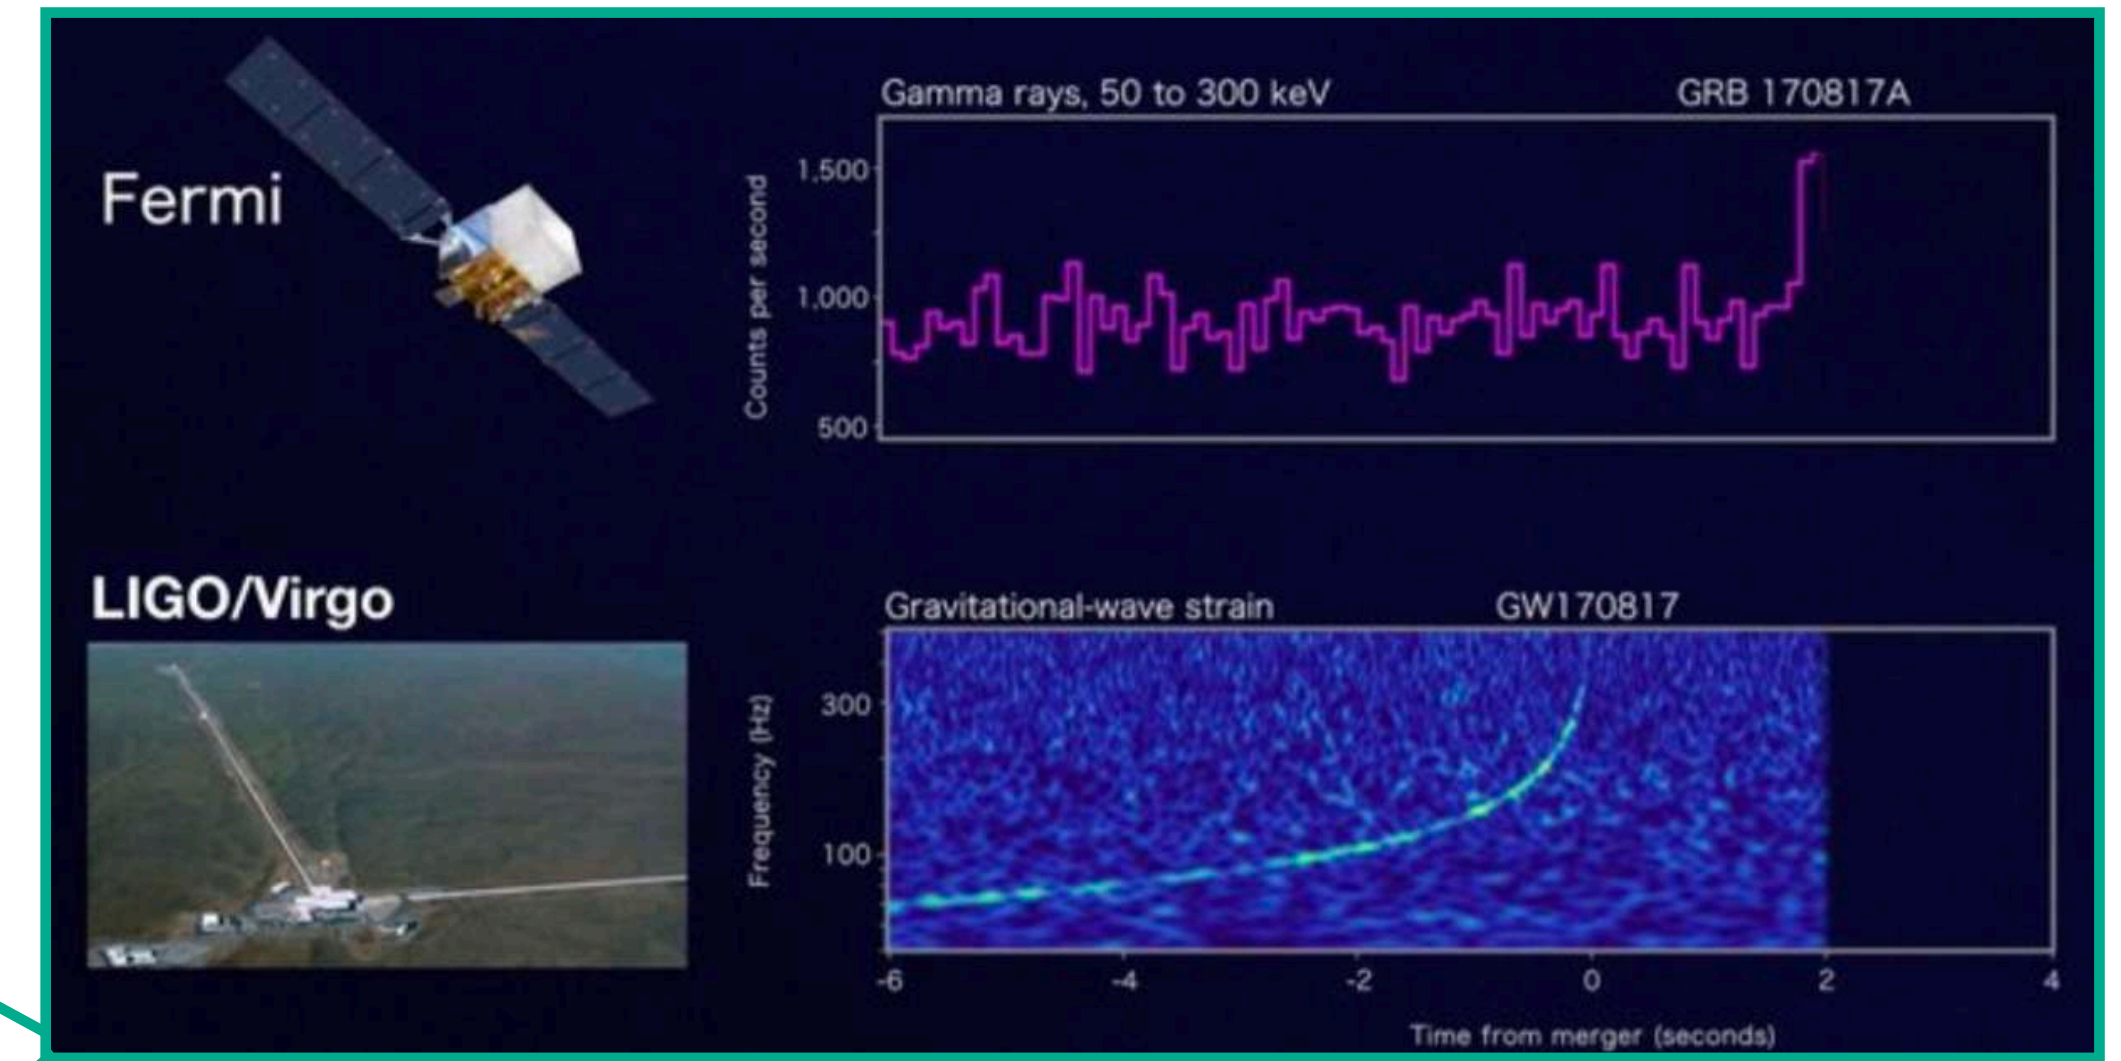 Fermi
Gamma rays, 50 to 300 keV
GRB 170817A
Counts per second
1,500
1,000
500
LIGO/Virgo
Gravitational-wave strain
GW170817
Frequency (Hz)
300
100
-6 -4 -2 0 2 4
Time from merger (seconds)